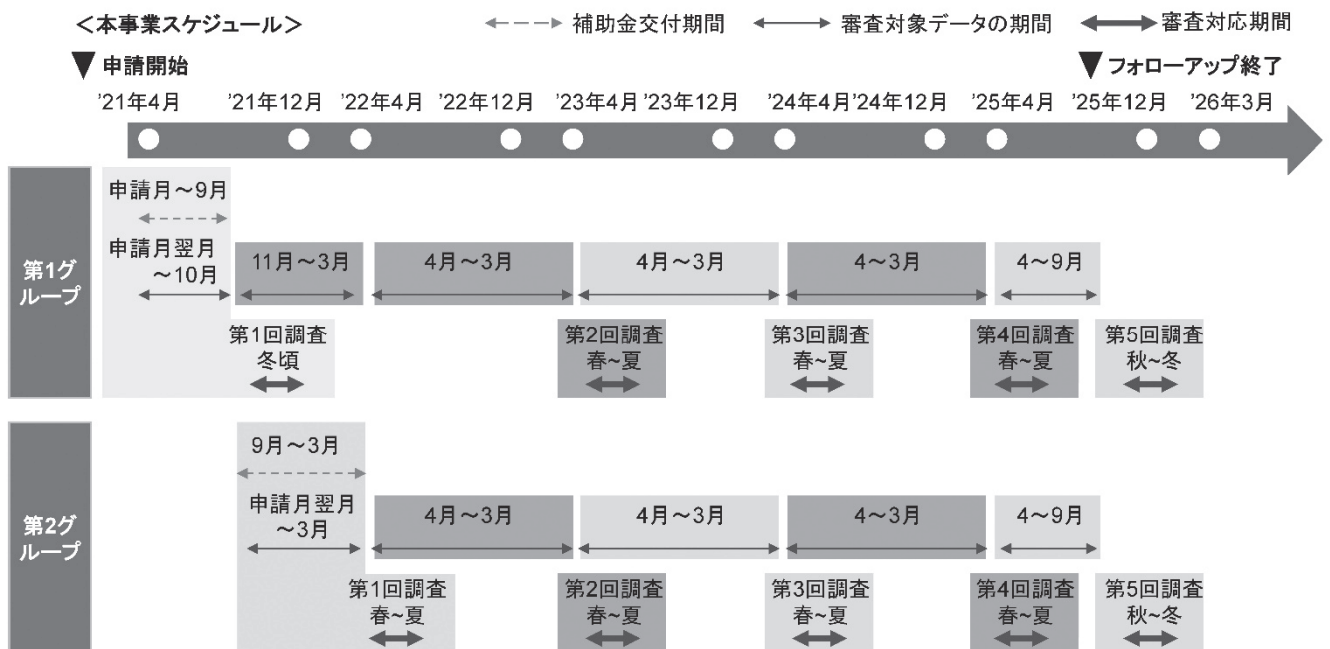 ＜本事業スケジュール＞
補助金交付期間
審査対象データの期間
審査対応期間
申請開始
フォローアップ終了
'21年4月
'21年12月
'22年4月
'22年12月
'23年4月
'23年12月
'24年4月
'24年12月
'25年4月
'25年12月
'26年3月
第1グ
ループ
申請月～9月
申請月翌月
～10月
11月～3月
4月～3月
4月～3月
4～3月
4～9月
第1回調査
冬頃
第2回調査
春~夏
第3回調査
春~夏
第4回調査
春~夏
第5回調査
秋~冬
第2グ
ループ
9月～3月
申請月翌月
～3月
4月～3月
4月～3月
4～3月
4～9月
第1回調査
春~夏
第2回調査
春~夏
第3回調査
春~夏
第4回調査
春~夏
第5回調査
秋~冬